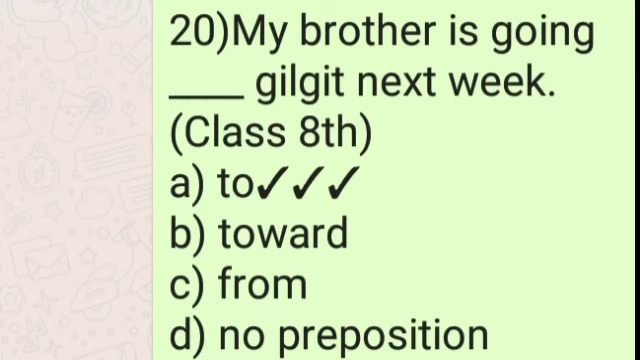 20)My brother is going
____ gilgit next week.
(Class 8th)
a) to✓✓✓
b) toward
c) from
d) no preposition